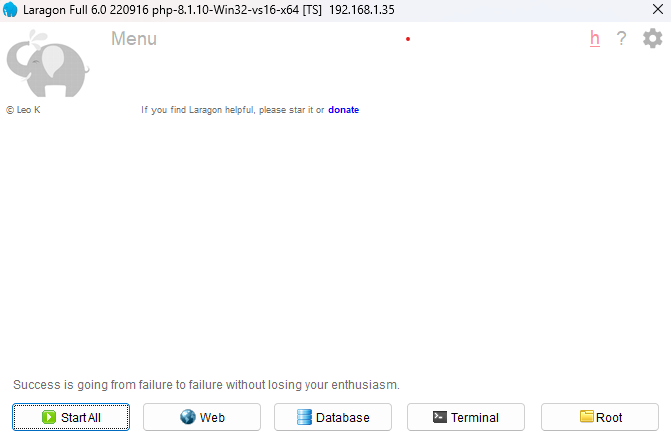 Laragon Full 6.0 220916 php-8.1.10-Win32-vs16-x64 [TS]  192.168.1.35
Menu
h ?
© Leo K
If you find Laragon helpful, please star it or donate
Success is going from failure to failure without losing your enthusiasm.
Start All
Web
Database
Terminal
Root